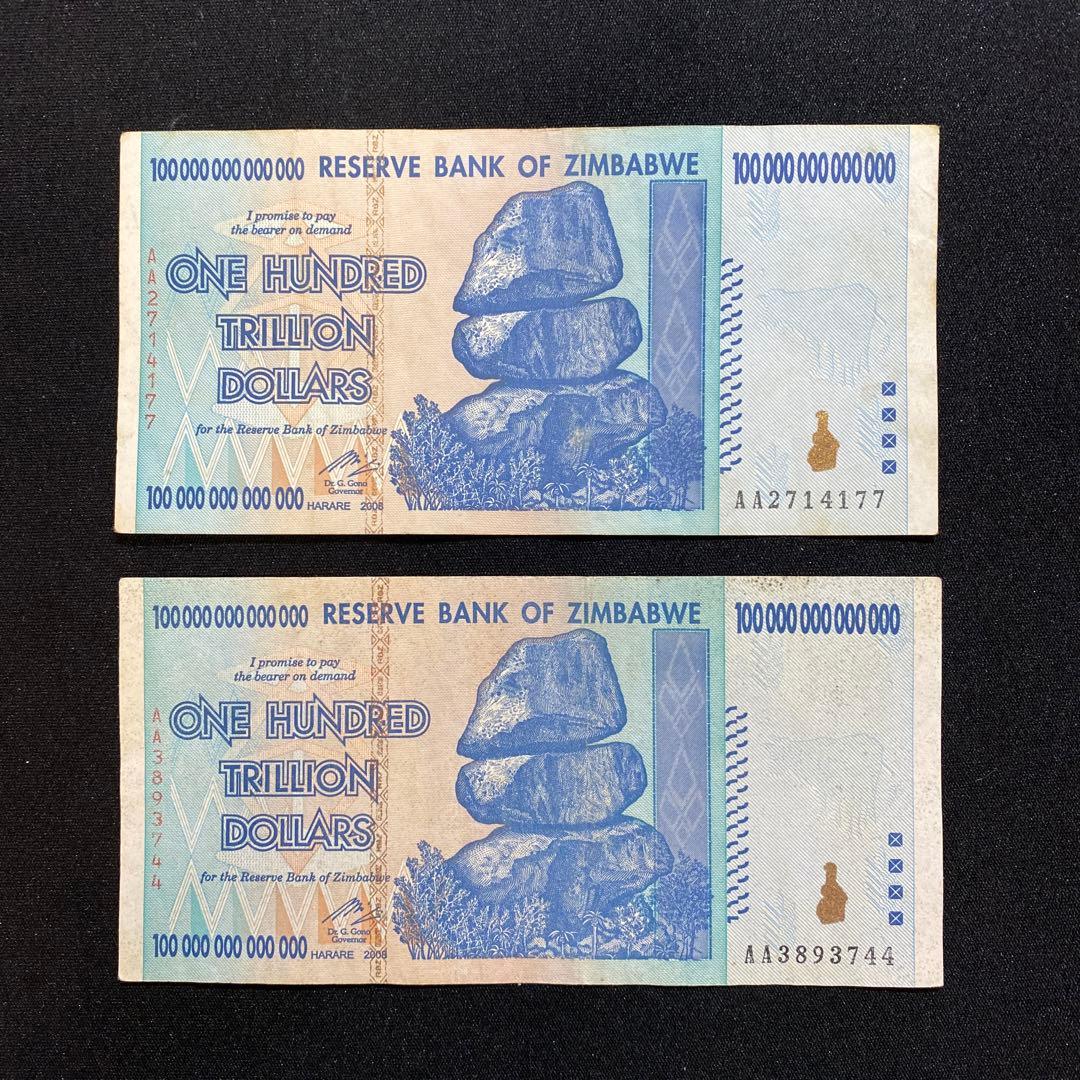 100 000 000 000 000 RESERVE BANK OF ZIMBABWE 100 000 000 000 000
I promise to pay
the bearer on demand
ONE HUNDRED
TRILLION
DOLLARS
for the Reserve Bank of Zimbabwe
Dr. G. Gono
Governor
100 000 000 000 000 HARARE 2008
AA2714177
AA2714177
100 000 000 000 000 RESERVE BANK OF ZIMBABWE 100 000 000 000 000
I promise to pay
the bearer on demand
ONE HUNDRED
TRILLION
DOLLARS
for the Reserve Bank of Zimbabwe
Dr. G. Gono
Governor
100 000 000 000 000 HARARE 2008
AA3893744
AA3893744